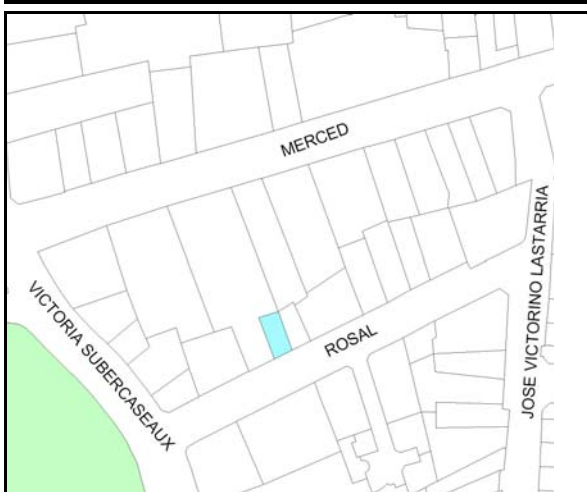 MERCED
VICTORIA SUBERCASEAUX
ROSAL
JOSE VICTORINO LASTARRIA